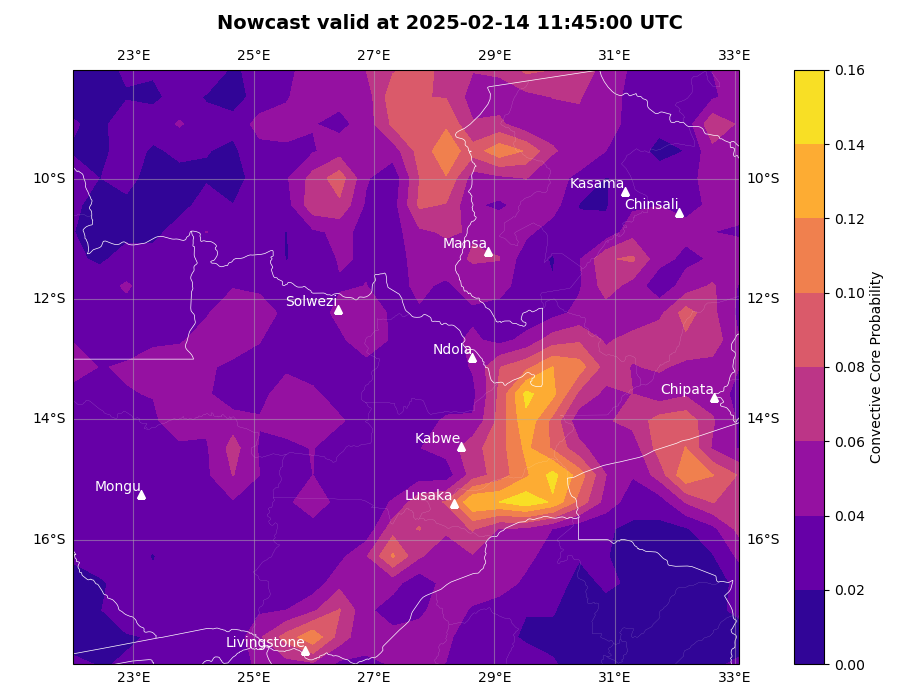 Nowcast valid at 2025-02-14 11:45:00 UTC
23°E 25°E 27°E 29°E 31°E 33°E
0.16
0.14
0.12
0.10
0.08
0.06
0.04
0.02
0.00
Convective Core Probability
10°S 10°S
12°S 12°S
14°S 14°S
16°S 16°S
Kasama
Chinsali
Mansa
Solwezi
Ndola
Chipata
Kabwe
Mongu
Lusaka
Livingstone
23°E 25°E 27°E 29°E 31°E 33°E